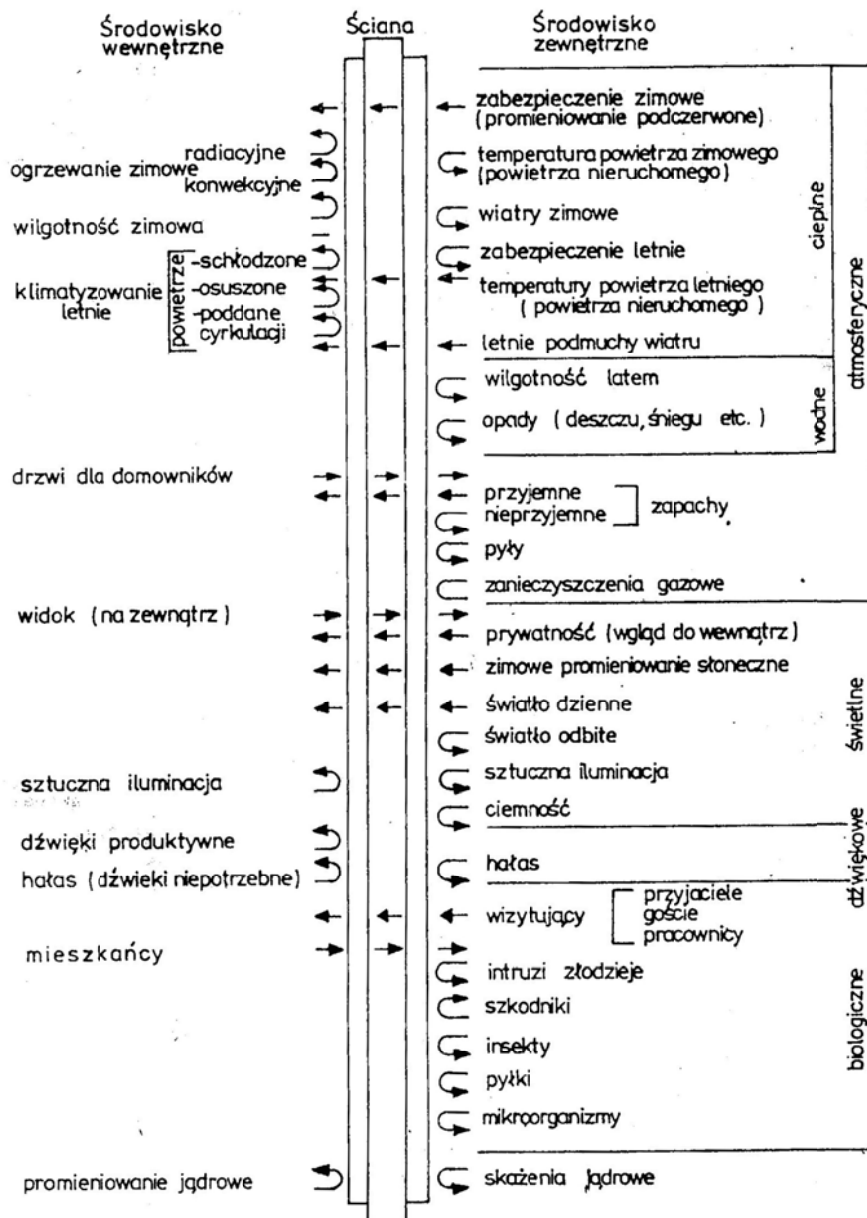 Środowisko
wewnętrzne
Ściana
Środowisko
zewnętrzne
zabezpieczenie zimowe
(promieniowanie podczerwone)
ogrzewanie zimowe
radiacyjne
konwekcyjne
temperatura powietrza zimowego
(powietrza nieruchomego)
wilgotność zimowa
wiatry zimowe
klimatyzowanie
letnie
powietrze
-schłodzone
-osuszone
-poddane
cyrkulacji
zabezpieczenie letnie
temperatury powietrza letniego
( powietrza nieruchomego )
letnie podmuchy wiatru
cieplne
wilgotność latem
opady ( deszczu, śniegu etc. )
wodne
atmosferyczne
drzwi dla domowników
przyjemne
nieprzyjemne
zapachy
pyły
zanieczyszczenia gazowe
widok (na zewnątrz )
prywatność (wgląd do wewnątrz )
zimowe promieniowanie słoneczne
światło dzienne
światło odbite
sztuczna iluminacja
sztuczna iluminacja
ciemność
świetlne
dźwięki produktywne
hałas (dźwieki niepotrzebne)
hałas
dźwiękowe
wizytujący
przyjaciele
goście
pracownicy
mieszkańcy
intruzi złodzieje
szkodniki
insekty
pyłki
mikroorganizmy
biologiczne
promieniowanie jądrowe
skażenia jądrowe